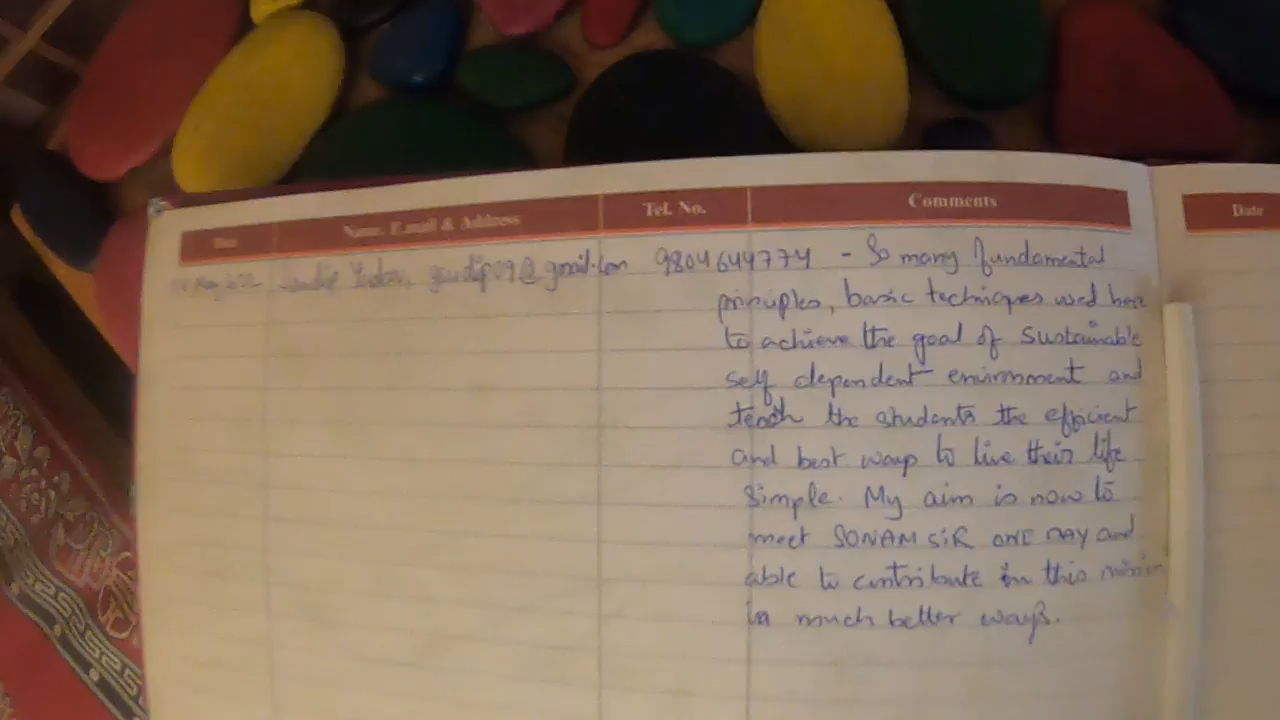 Name, E.mail & Address Tel. No. Comments Date
@gmail.com 9804644774 - So many fundamental
principles, basic techniques used here
to achieve the goal of sustainable
self dependent environment and
teach the students the efficient
and best ways to live their life
simple. My aim is now to
meet SONAM SIR ONE DAY and
able to contribute in this mission
in much better ways.